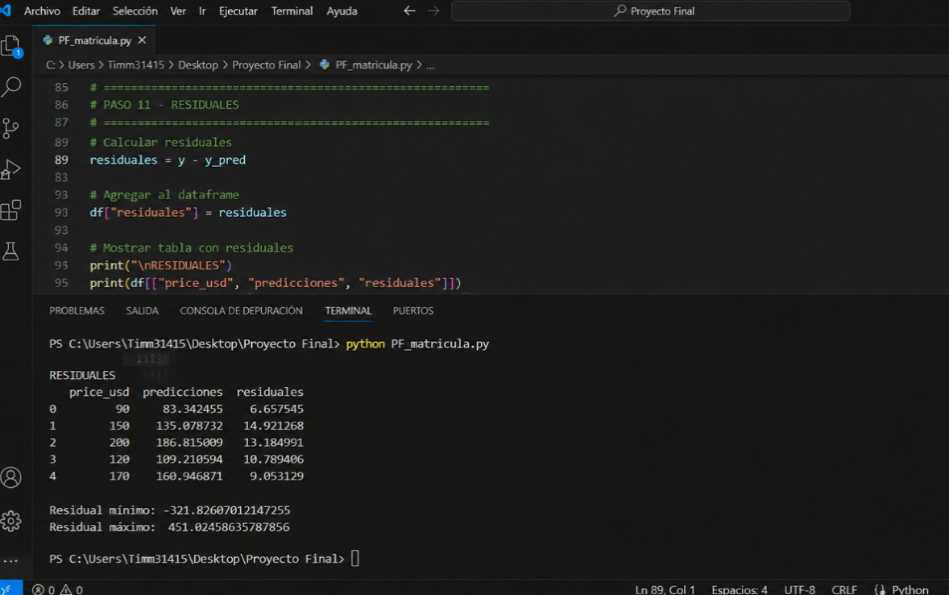 Archivo Editar Selección Ver Ir Ejecutar Terminal Ayuda Proyecto Final
1
PF_matricula.py
C: > Users > Timm31415 > Desktop > Proyecto Final > PF_matricula.py > ...
85 # =========================================================
86 # PASO 11 - RESIDUALES
87 # =========================================================
89 # Calcular residuales
89 residuales = y - y_pred
83
93 # Agregar al dataframe
93 df["residuales"] = residuales
93
94 # Mostrar tabla con residuales
94 print("\nRESIDUALES")
95 print(df[["price_usd", "predicciones", "residuales"]])
PROBLEMAS SALIDA CONSOLA DE DEPURACIÓN TERMINAL PUERTOS
PS C:\Users\Timm31415\Desktop\Proyecto Final> python PF_matricula.py
RESIDUALES
price_usd predicciones residuales
0 90 83.342455 6.657545
1 150 135.078732 14.921268
2 200 186.815009 13.184991
3 120 109.210594 10.789406
4 170 160.946871 9.053129
Residual mínimo: -321.82607012147255
Residual máximo: 451.02458635787856
PS C:\Users\Timm31415\Desktop\Proyecto Final>
0 0 Ln 89, Col 1 Espacios: 4 UTF-8 CRLF {} Python